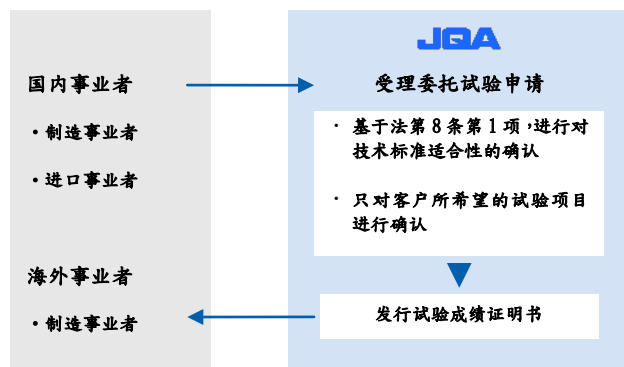 国内事业者
・制造事业者
・进口事业者
海外事业者
・制造事业者
JQA
受理委托试验申请
· 基于法第8条第1项,进行对
技术标准适合性的确认
· 只对客户所希望的试验项目
进行确认
发行试验成绩证明书